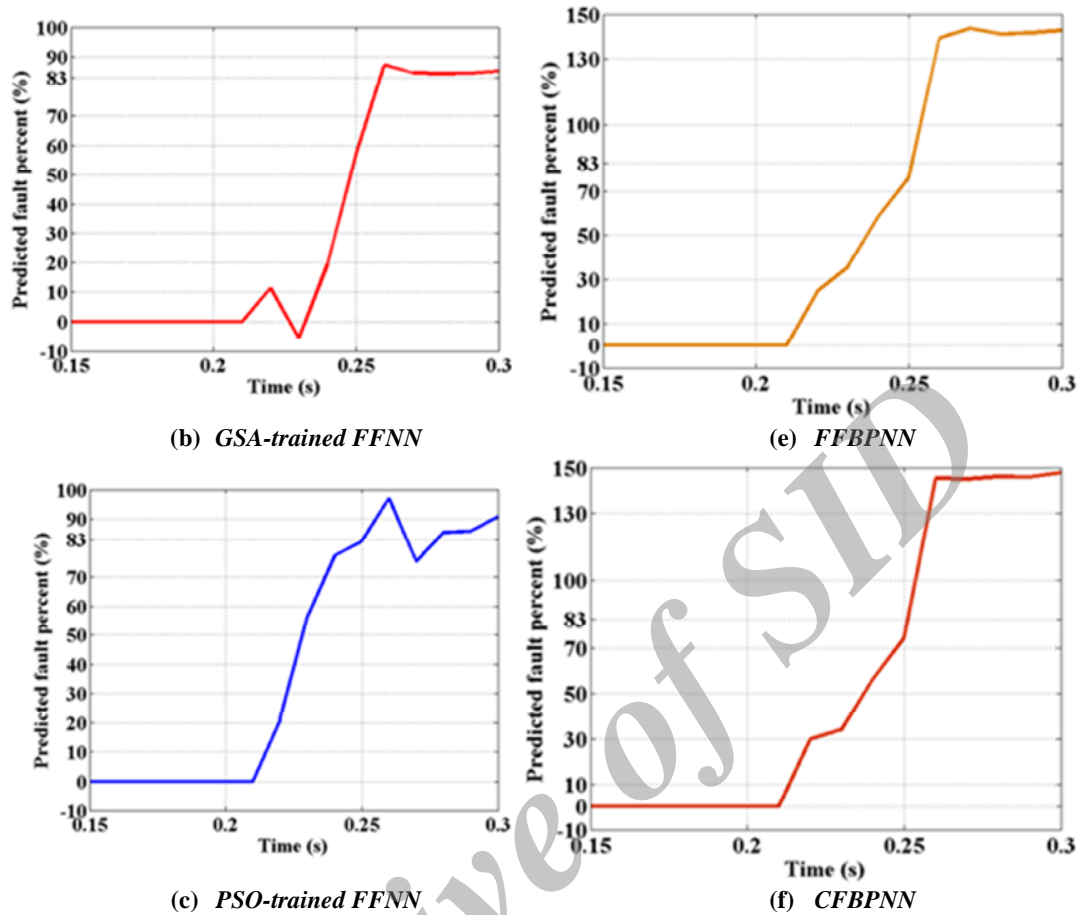 100
90
83
70
60
50
40
30
20
10
0
-10
Predicted fault percent (%)
0.15 0.2 0.25 0.3
Time (s)
(b) GSA-trained FFNN
150
130
100
83
70
50
30
10
0
-10
Predicted fault percent (%)
0.15 0.2 0.25 0.3
Time (s)
(e) FFBPNN
100
90
83
70
60
50
40
30
20
10
0
-10
Predicted fault percent (%)
0.15 0.2 0.25 0.3
Time (s)
(c) PSO-trained FFNN
150
130
100
83
70
50
30
10
0
-10
Predicted fault percent (%)
0.15 0.2 0.25 0.3
Time (s)
(f) CFBPNN
ive of SID